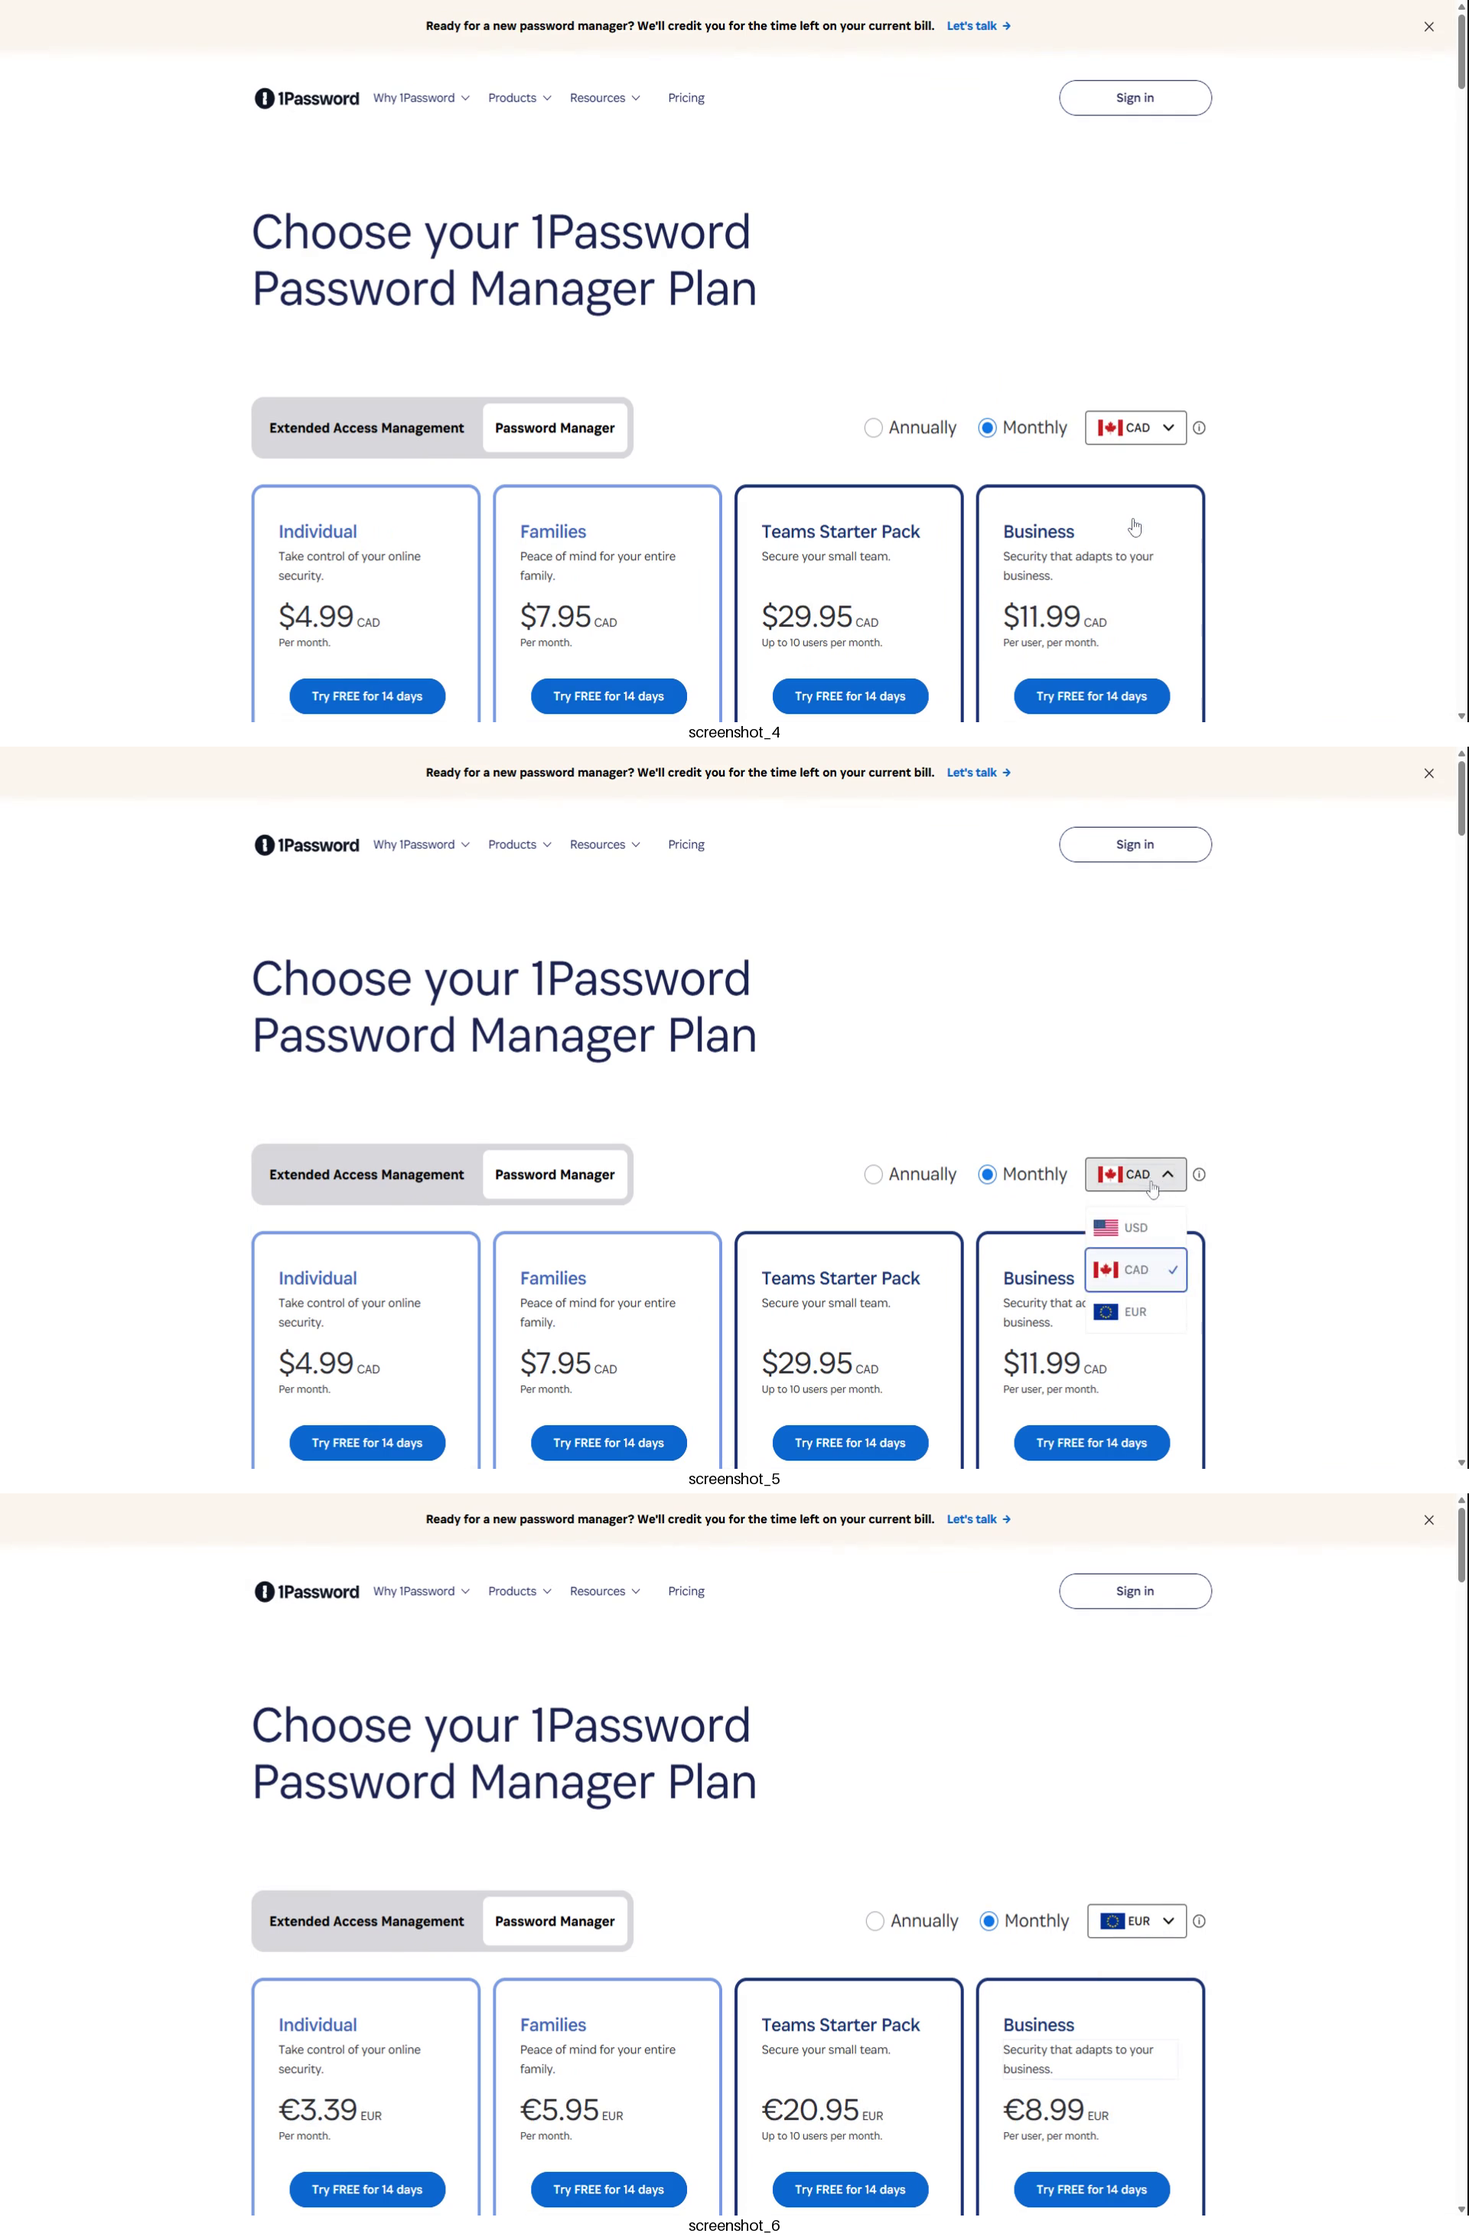 Ready for a new password manager? We'll credit you for the time left on your current bill. Let's talk →
1Password Why 1Password Products Resources Pricing Sign in
Choose your 1Password
Password Manager Plan
Extended Access Management Password Manager Annually Monthly CAD
Individual
Take control of your online
security.
$4.99 CAD
Per month.
Try FREE for 14 days
Families
Peace of mind for your entire
family.
$7.95 CAD
Per month.
Try FREE for 14 days
Teams Starter Pack
Secure your small team.
$29.95 CAD
Up to 10 users per month.
Try FREE for 14 days
Business
Security that adapts to your
business.
$11.99 CAD
Per user, per month.
Try FREE for 14 days
screenshot_4
Ready for a new password manager? We'll credit you for the time left on your current bill. Let's talk →
1Password Why 1Password Products Resources Pricing Sign in
Choose your 1Password
Password Manager Plan
Extended Access Management Password Manager Annually Monthly CAD
USD
CAD
EUR
Individual
Take control of your online
security.
$4.99 CAD
Per month.
Try FREE for 14 days
Families
Peace of mind for your entire
family.
$7.95 CAD
Per month.
Try FREE for 14 days
Teams Starter Pack
Secure your small team.
$29.95 CAD
Up to 10 users per month.
Try FREE for 14 days
Business
Security that ac
business.
$11.99 CAD
Per user, per month.
Try FREE for 14 days
screenshot_5
Ready for a new password manager? We'll credit you for the time left on your current bill. Let's talk →
1Password Why 1Password Products Resources Pricing Sign in
Choose your 1Password
Password Manager Plan
Extended Access Management Password Manager Annually Monthly EUR
Individual
Take control of your online
security.
€3.39 EUR
Per month.
Try FREE for 14 days
Families
Peace of mind for your entire
family.
€5.95 EUR
Per month.
Try FREE for 14 days
Teams Starter Pack
Secure your small team.
€20.95 EUR
Up to 10 users per month.
Try FREE for 14 days
Business
Security that adapts to your
business.
€8.99 EUR
Per user, per month.
Try FREE for 14 days
screenshot_6